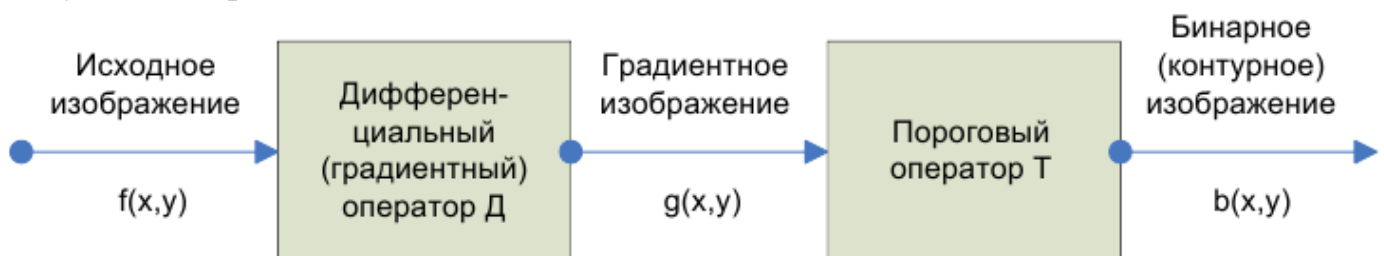 Исходное
изображение
f(x,y)
Дифферен-
циальный
(градиентный)
оператор Д
Градиентное
изображение
g(x,y)
Пороговый
оператор Т
Бинарное
(контурное)
изображение
b(x,y)